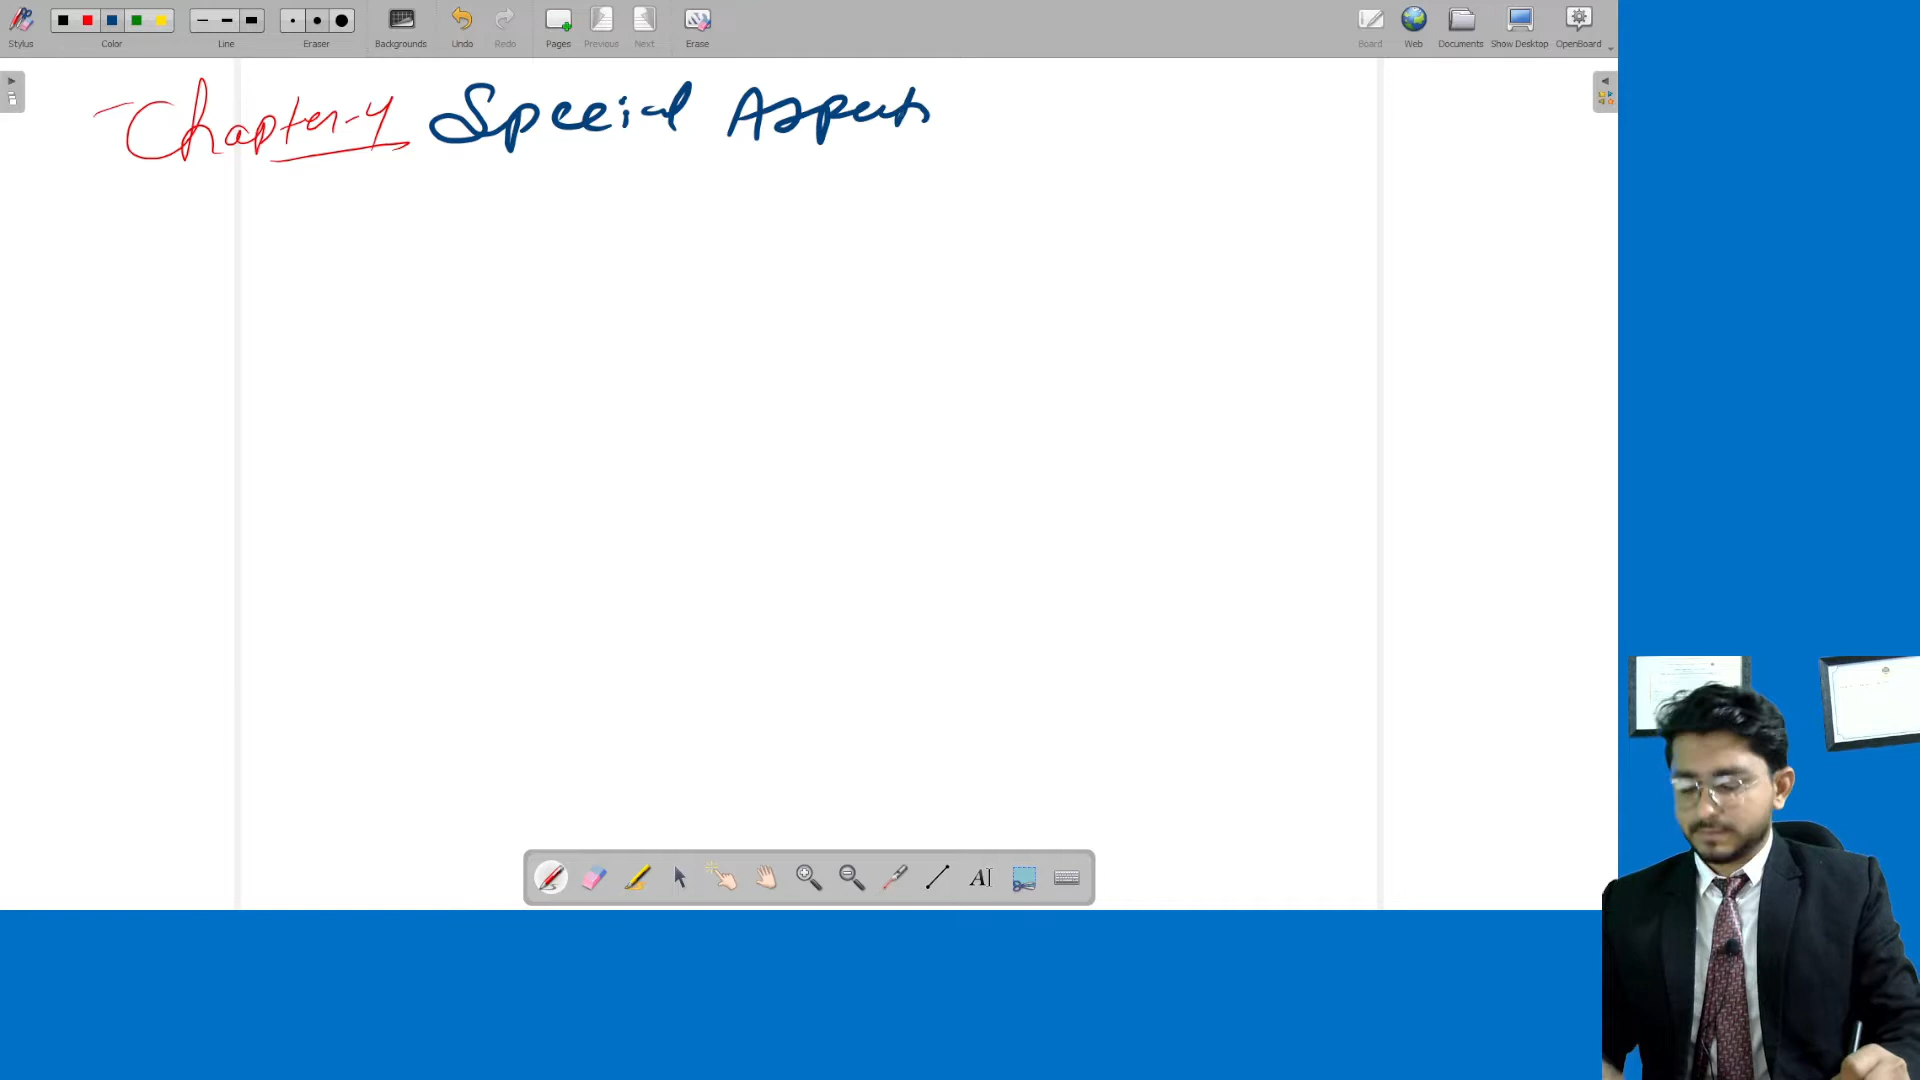 Stylus
Color
Line
Eraser
Backgrounds
Undo
Redo
Pages
Previous
Next
Erase
Board
Web
Documents
Show Desktop
OpenBoard
Chapter-4 Special Aspects
AI